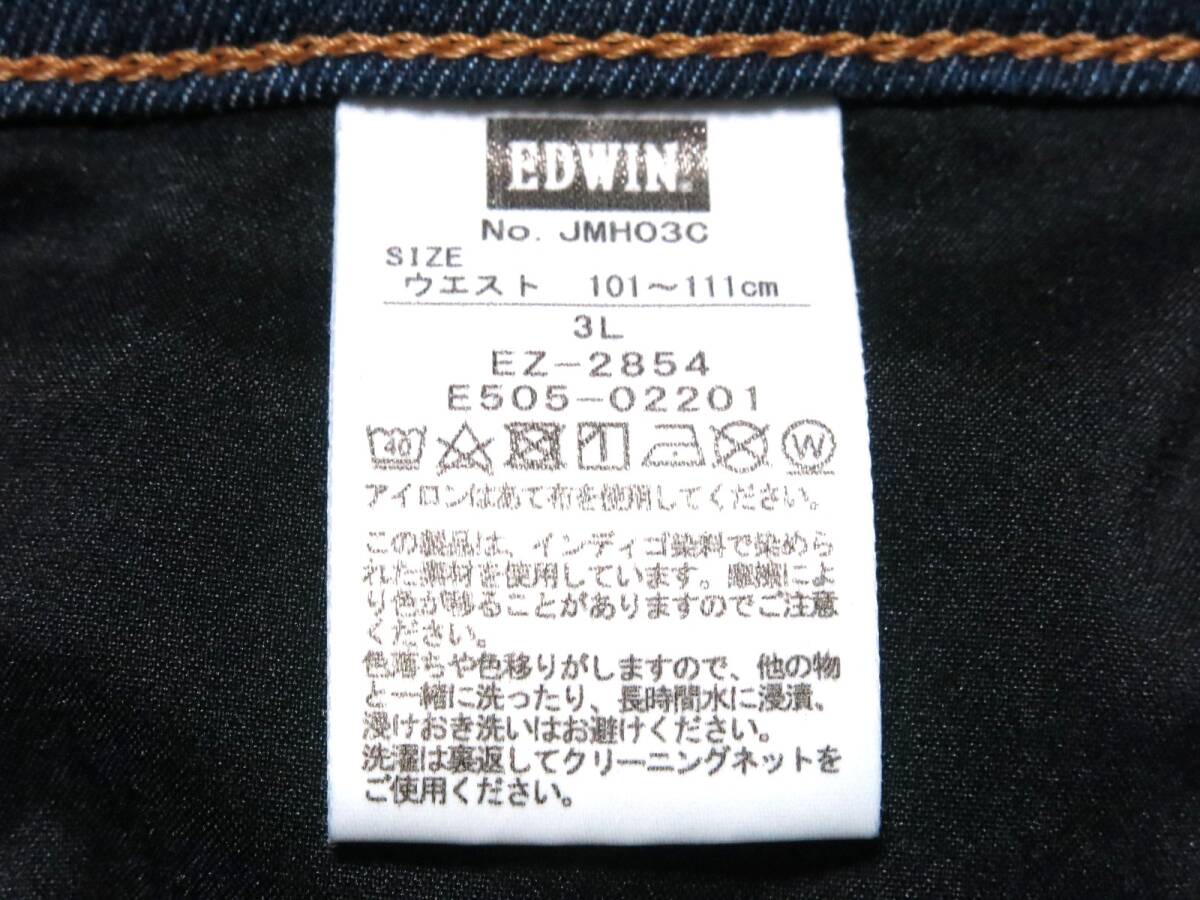 EDWIN
No. JMH03C
SIZE
ウエスト 101～111cm
3L
EZ-2854
E505-02201
40 1 W
アイロンはあて布を使用してください。
この製品は、インディゴ染料で染めら
れた素材を使用しています。摩擦によ
り色が移ることがありますのでご注意
ください。
色落ちや色移りがしますので、他の物
と一緒に洗ったり、長時間水に浸漬、
浸けおき洗いはお避けください。
洗濯は裏返してクリーニングネットを
ご使用ください。